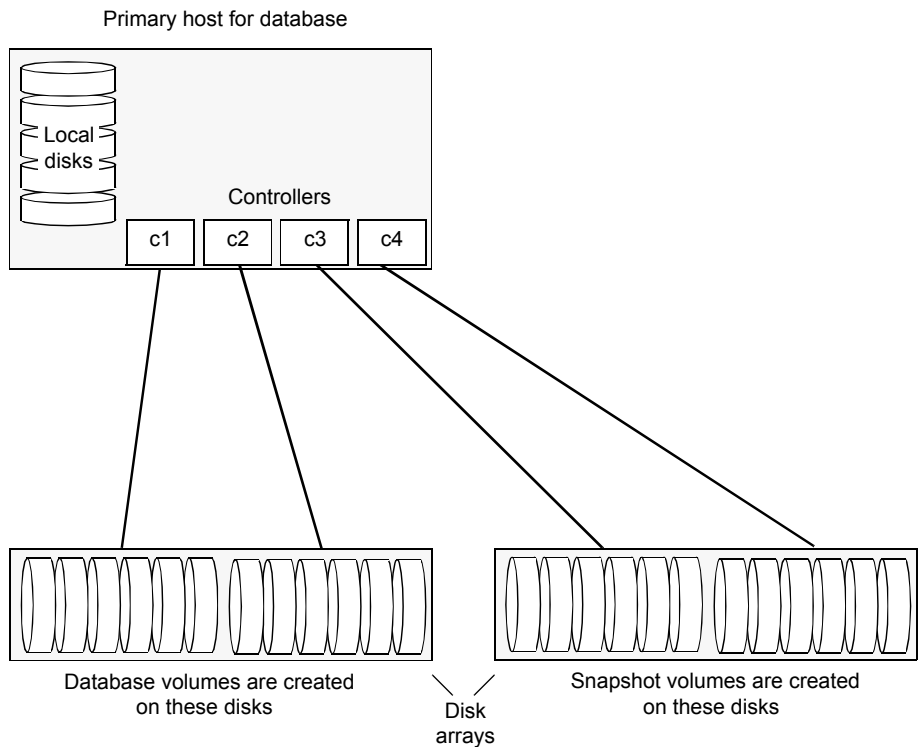 Primary host for database
Local
disks
Controllers
c1
c2
c3
c4
Database volumes are created
on these disks
Disk
arrays
Snapshot volumes are created
on these disks